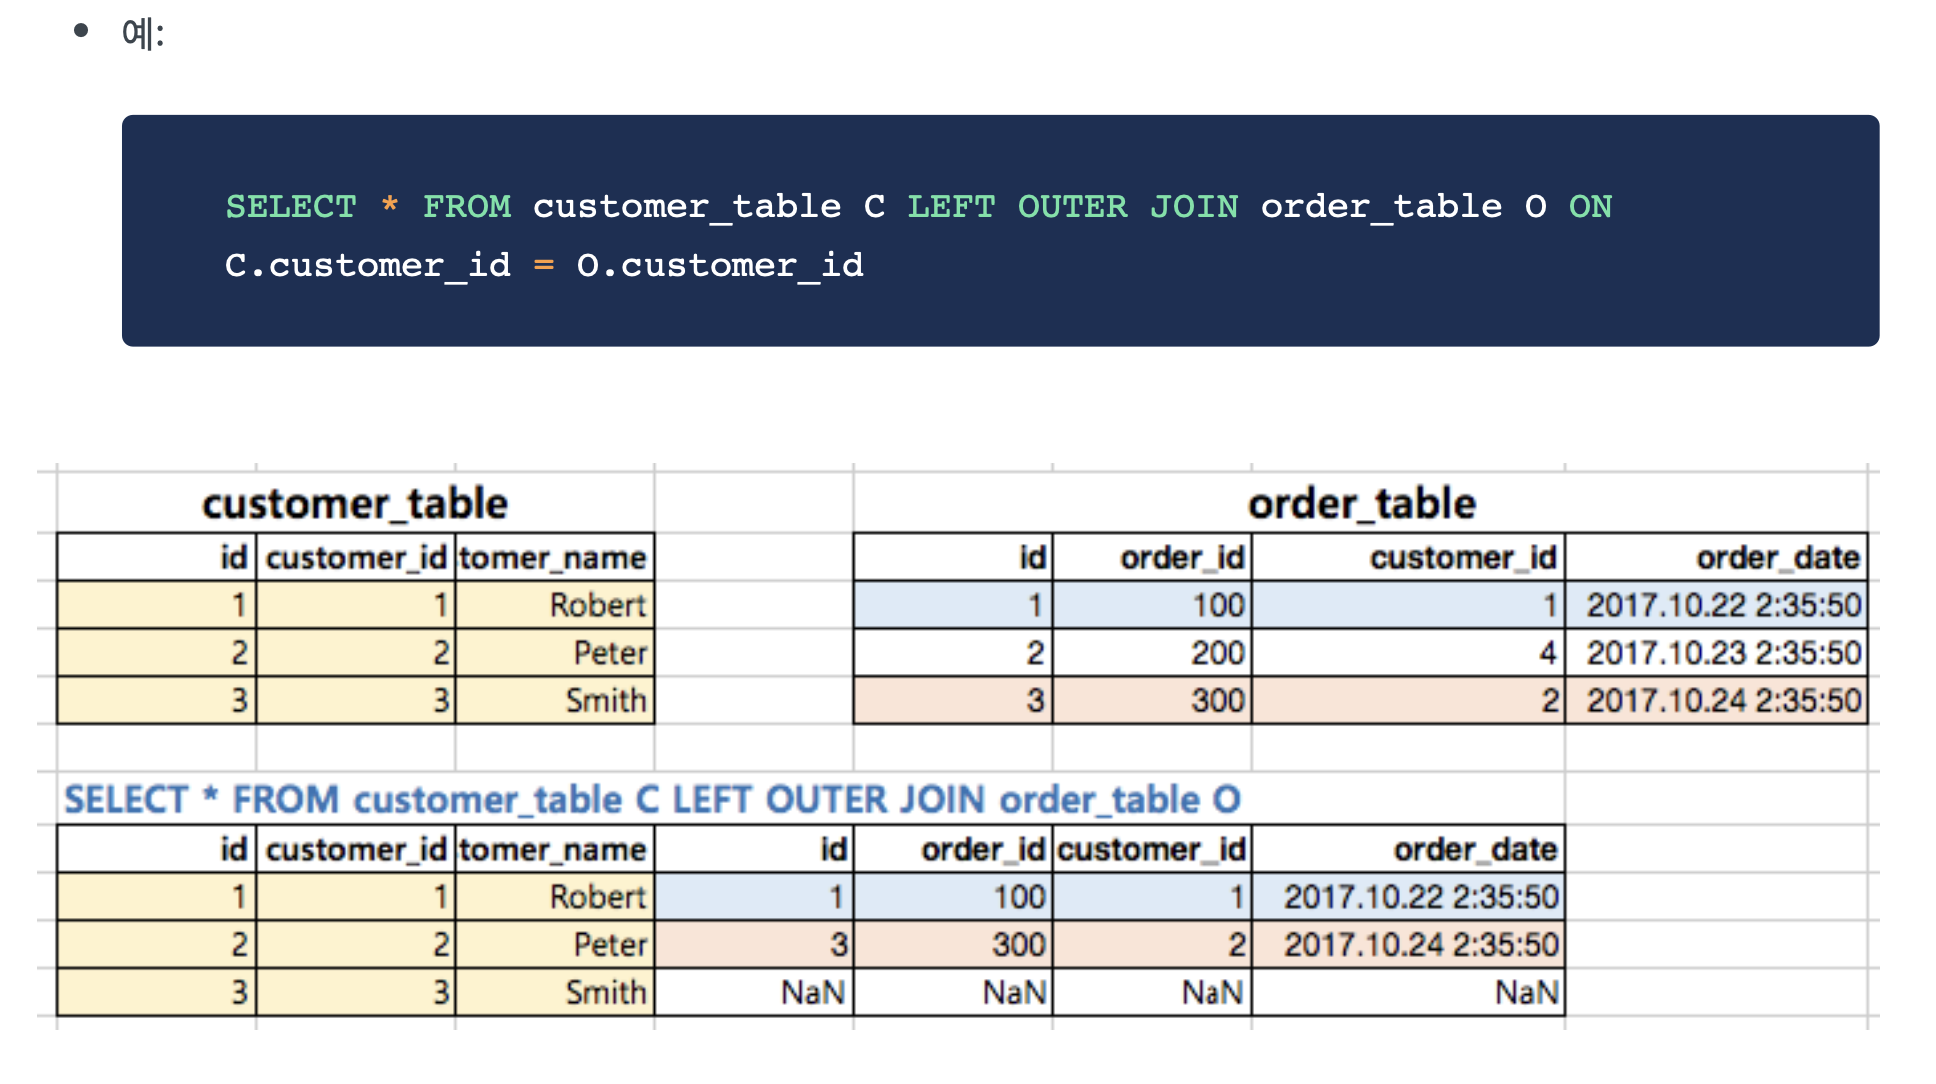 예:
SELECT * FROM customer_table C LEFT OUTER JOIN order_table O ON
C.customer_id = O.customer_id
customer_table order_table
id customer_id tomer_name id order_id customer_id order_date
1 1 Robert 1 100 1 2017.10.22 2:35:50
2 2 Peter 2 200 4 2017.10.23 2:35:50
3 3 Smith 3 300 2 2017.10.24 2:35:50
SELECT * FROM customer_table C LEFT OUTER JOIN order_table O
id customer_id tomer_name id order_id customer_id order_date
1 1 Robert 1 100 1 2017.10.22 2:35:50
2 2 Peter 3 300 2 2017.10.24 2:35:50
3 3 Smith NaN NaN NaN NaN